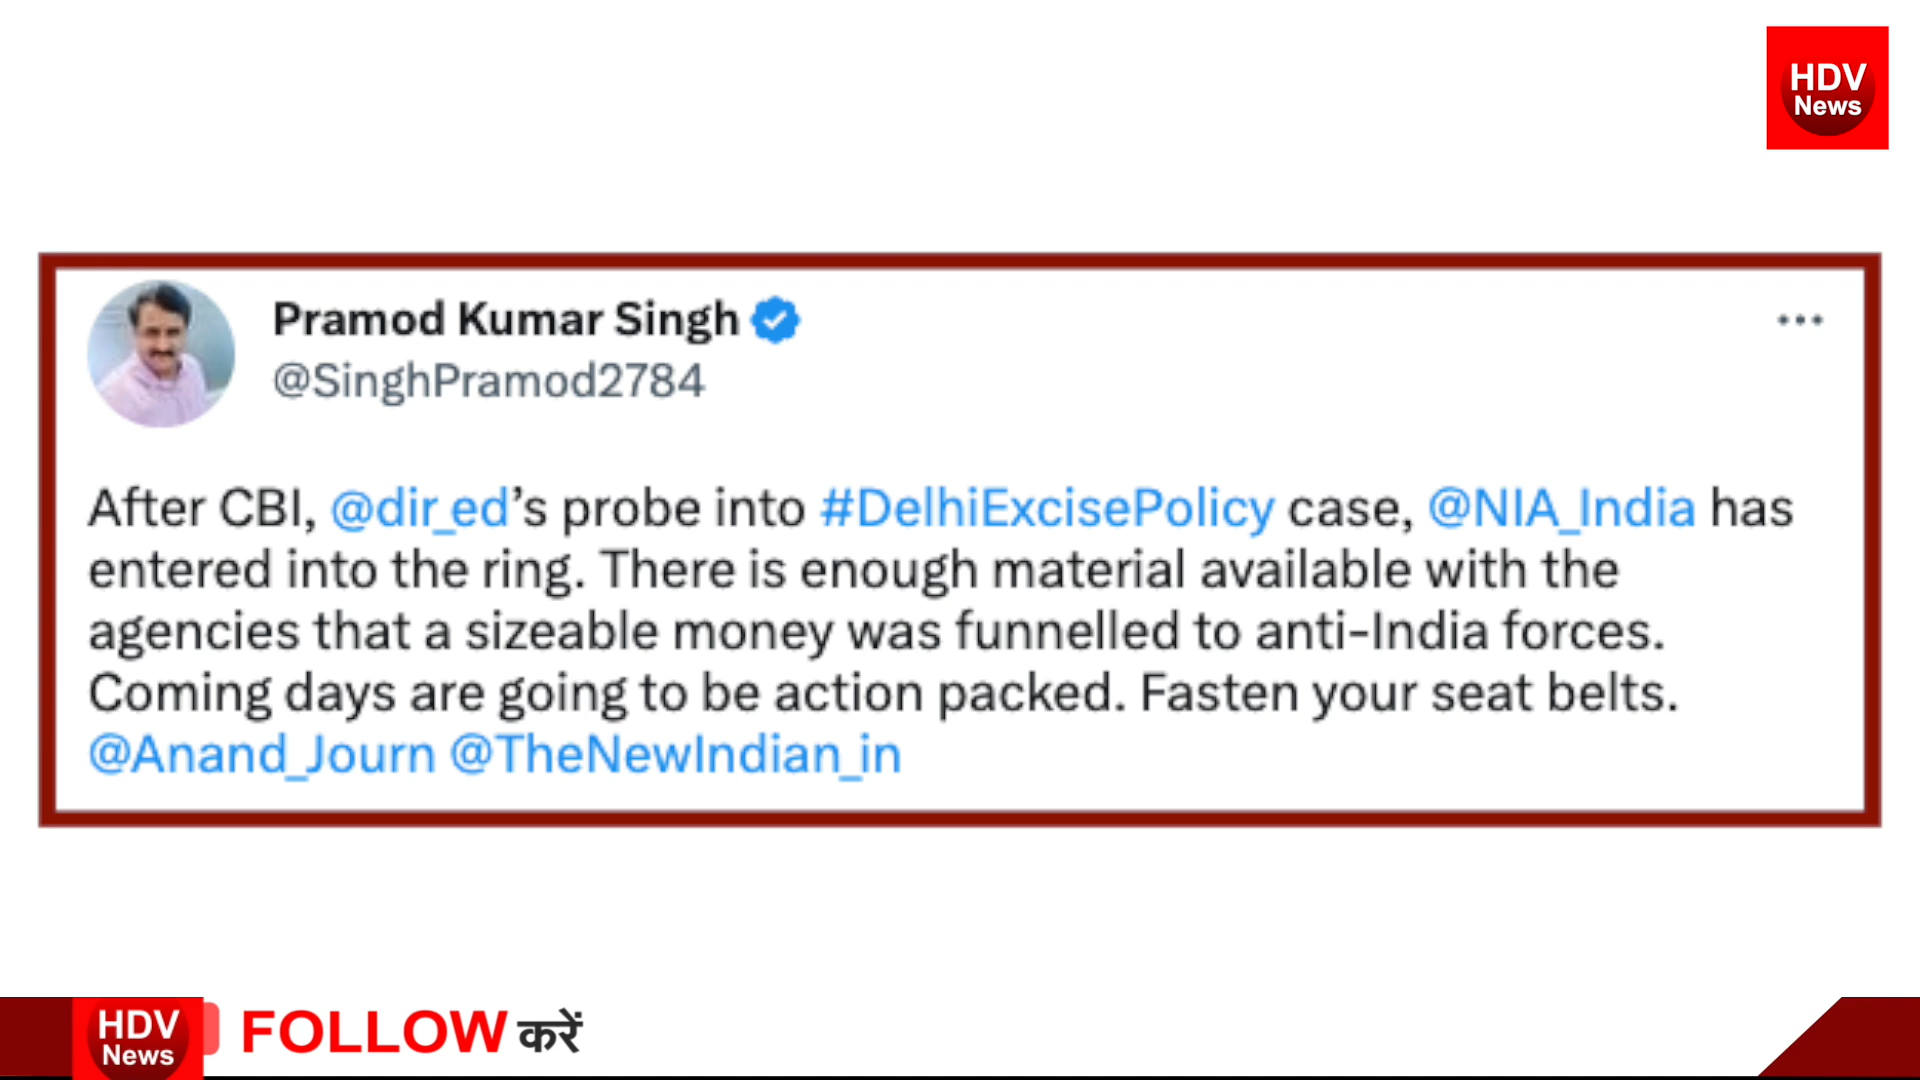 HDV
News
Pramod Kumar Singh
@SinghPramod2784
After CBI, @dir_ed’s probe into #DelhiExcisePolicy case, @NIA_India has
entered into the ring. There is enough material available with the
agencies that a sizeable money was funnelled to anti-India forces.
Coming days are going to be action packed. Fasten your seat belts.
@Anand_Journ @TheNewIndian_in
HDV
News
FOLLOW करें